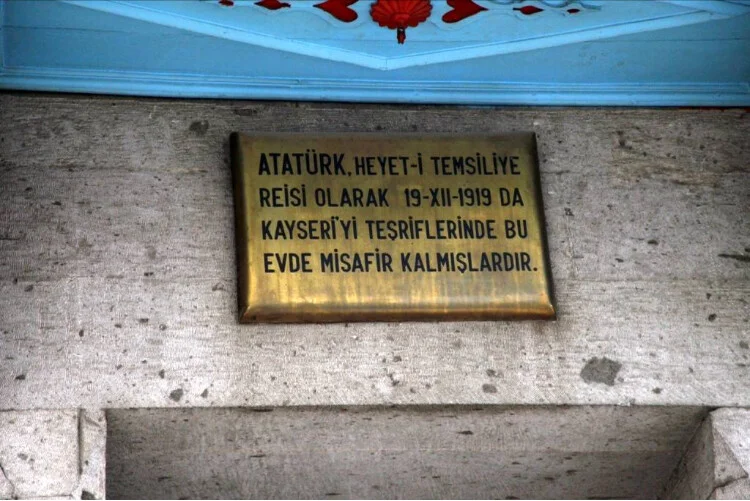 ATATÜRK, HEYET-İ TEMSİLİYE
REİSİ OLARAK 19-XII-1919 DA
KAYSERİ'Yİ TEŞRİFLERİNDE BU
EVDE MİSAFİR KALMIŞLARDIR.